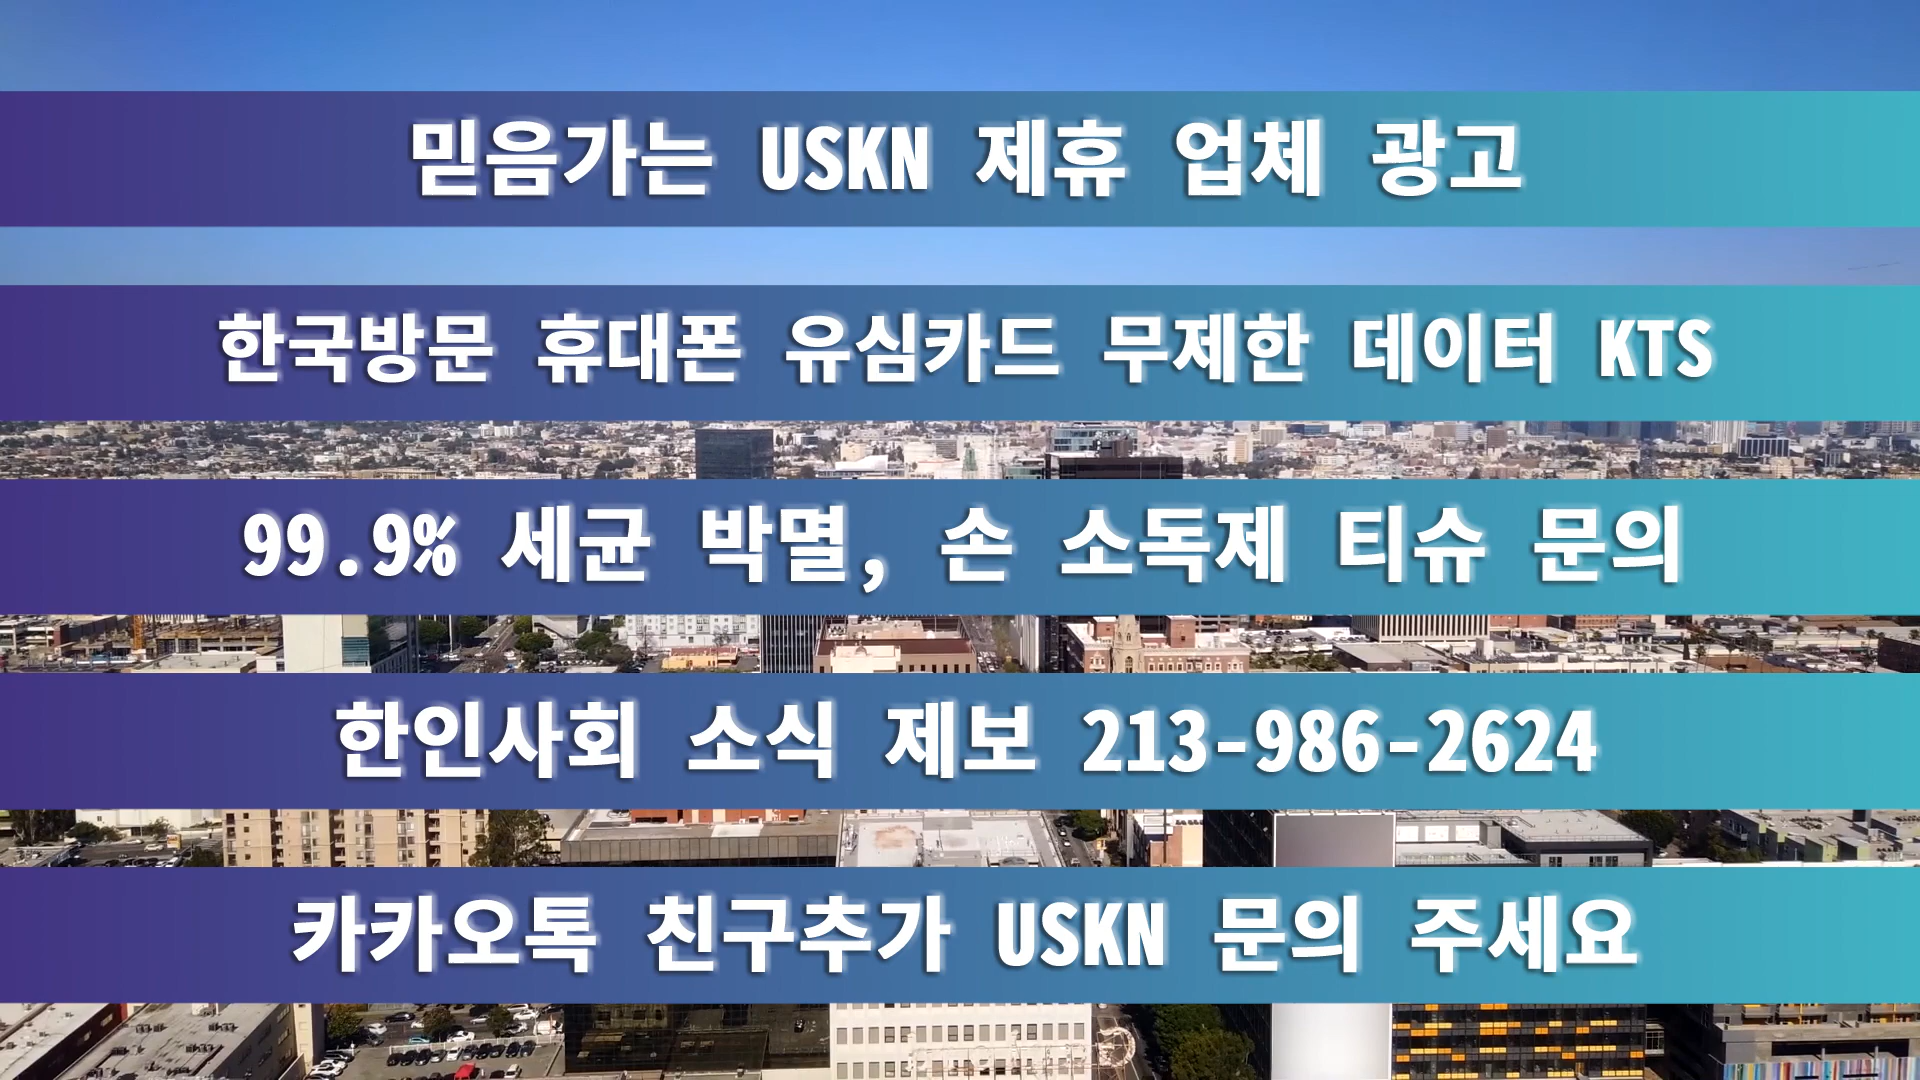 믿음가는 USKN 제휴 업체 광고
한국방문 휴대폰 유심카드 무제한 데이터 KTS
99.9% 세균 박멸, 손 소독제 티슈 문의
한인사회 소식 제보 213-986-2624
카카오톡 친구추가 USKN 문의 주세요